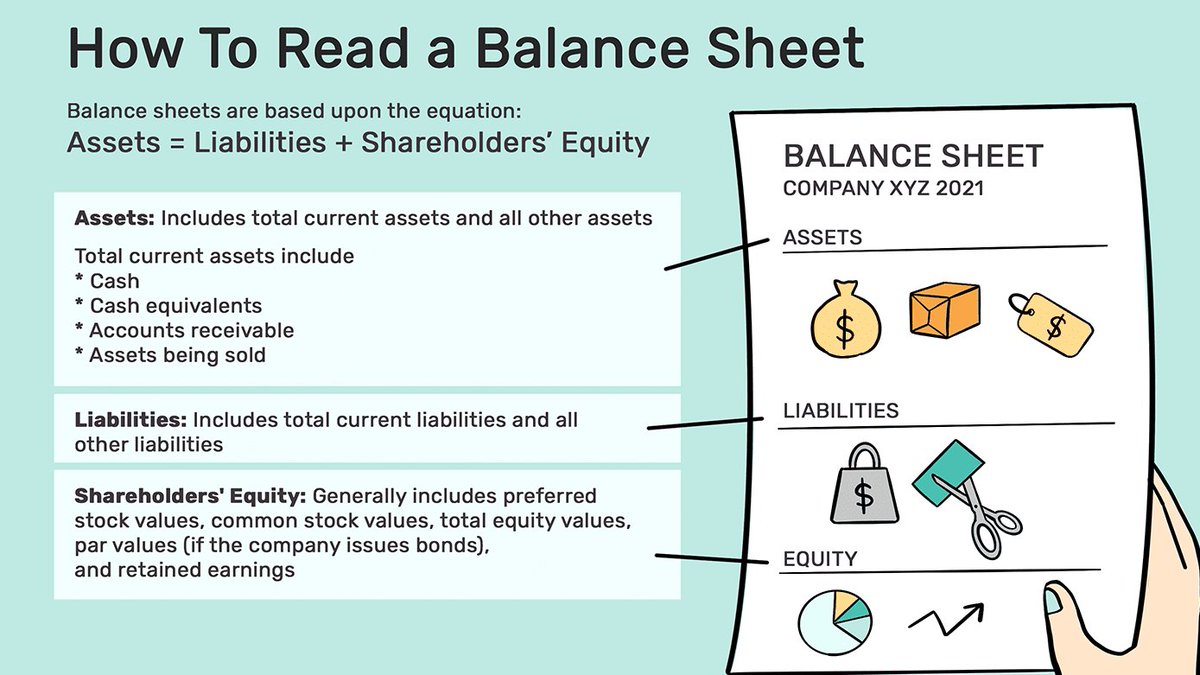 How To Read a Balance Sheet
Balance sheets are based upon the equation:
Assets = Liabilities + Shareholders’ Equity
Assets: Includes total current assets and all other assets
Total current assets include
* Cash
* Cash equivalents
* Accounts receivable
* Assets being sold
Liabilities: Includes total current liabilities and all
other liabilities
Shareholders' Equity: Generally includes preferred
stock values, common stock values, total equity values,
par values (if the company issues bonds),
and retained earnings
BALANCE SHEET
COMPANY XYZ 2021
ASSETS
$
$
LIABILITIES
$
EQUITY